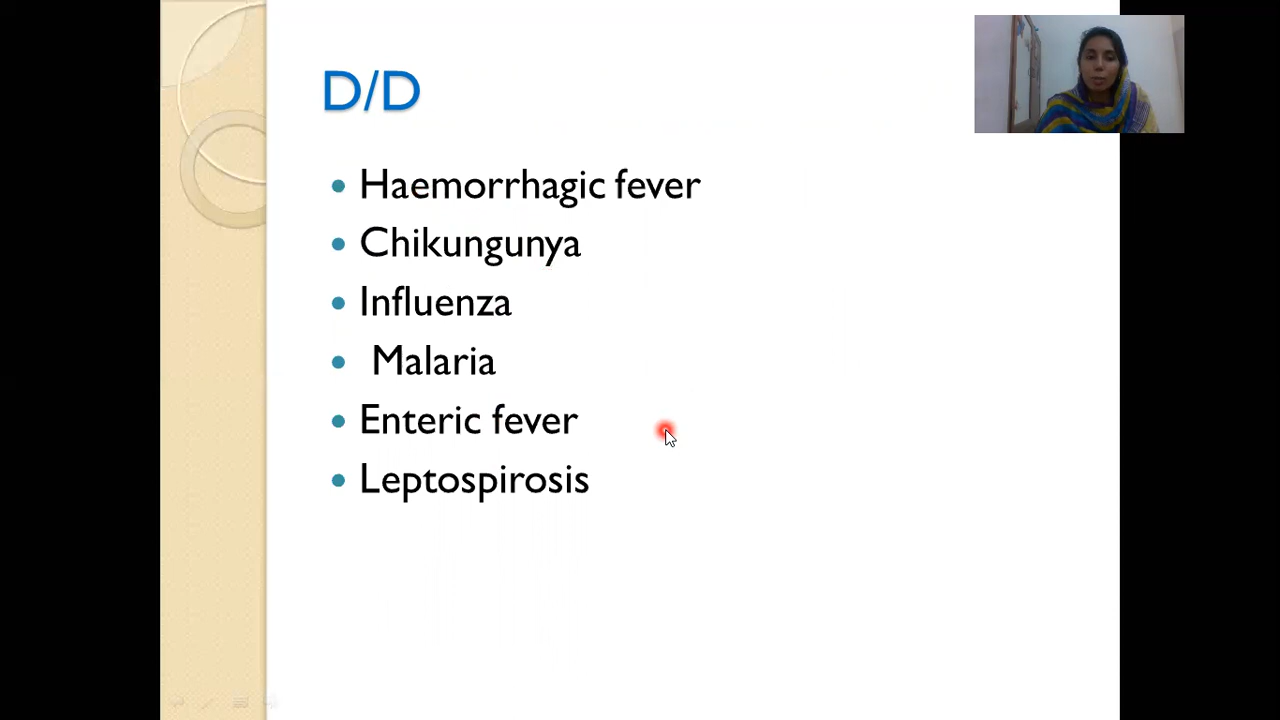 D/D
• Haemorrhagic fever
• Chikungunya
• Influenza
• Malaria
• Enteric fever
• Leptospirosis